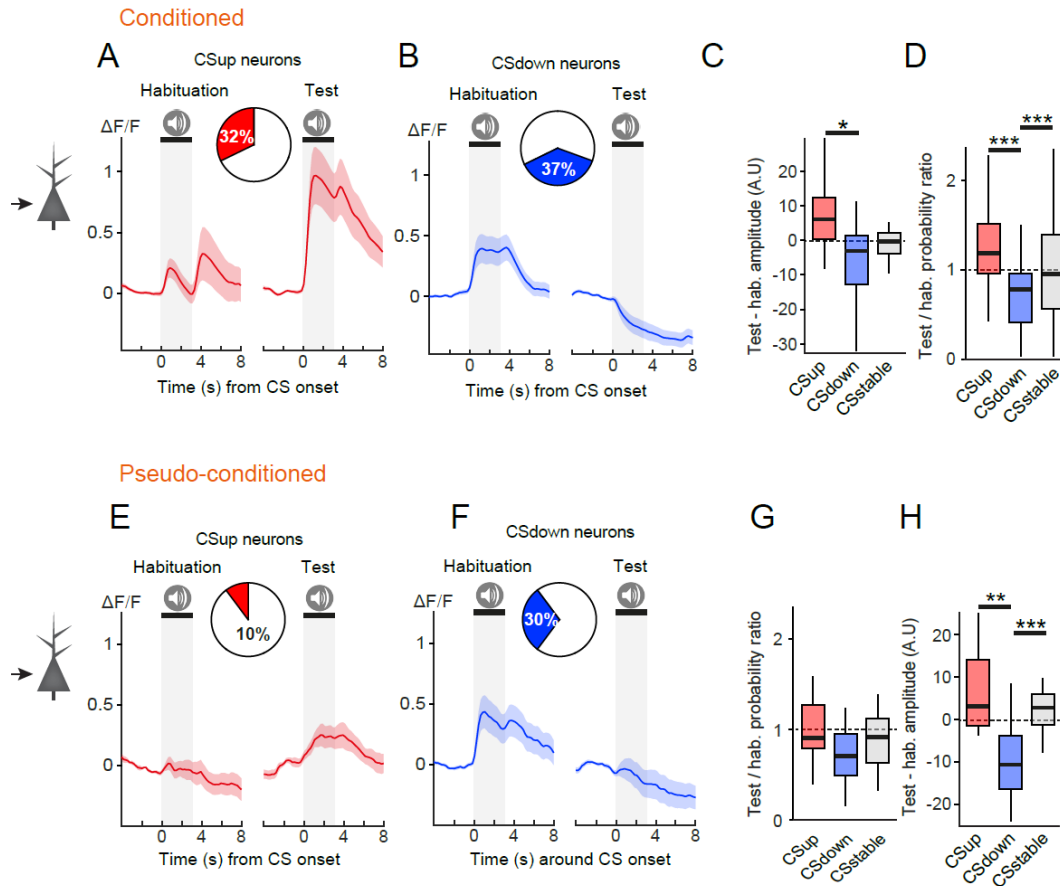 Conditioned
A
CSup neurons
Habituation
Test
ΔF/F
32%
1
0.5
0
0
4
8
0
4
8
Time (s) from CS onset
B
CSdown neurons
Habituation
Test
ΔF/F
37%
1
0.5
0
0
4
8
0
4
8
Time (s) from CS onset
C
Test - hab. amplitude (A.U)
*
20
10
0
-10
-20
-30
CSup
CSdown
CSstable
D
Test / hab. probability ratio
***
***
2
1
0
CSup
CSdown
CSstable
Pseudo-conditioned
E
CSup neurons
Habituation
Test
ΔF/F
10%
1
0.5
0
0
4
8
0
4
8
Time (s) from CS onset
F
CSdown neurons
Habituation
Test
ΔF/F
30%
1
0.5
0
0
4
8
0
4
8
Time (s) around CS onset
G
Test / hab. probability ratio
2
1
0
CSup
CSdown
CSstable
H
Test - hab. amplitude (A.U)
**
***
20
10
0
-10
-20
CSup
CSdown
CSstable